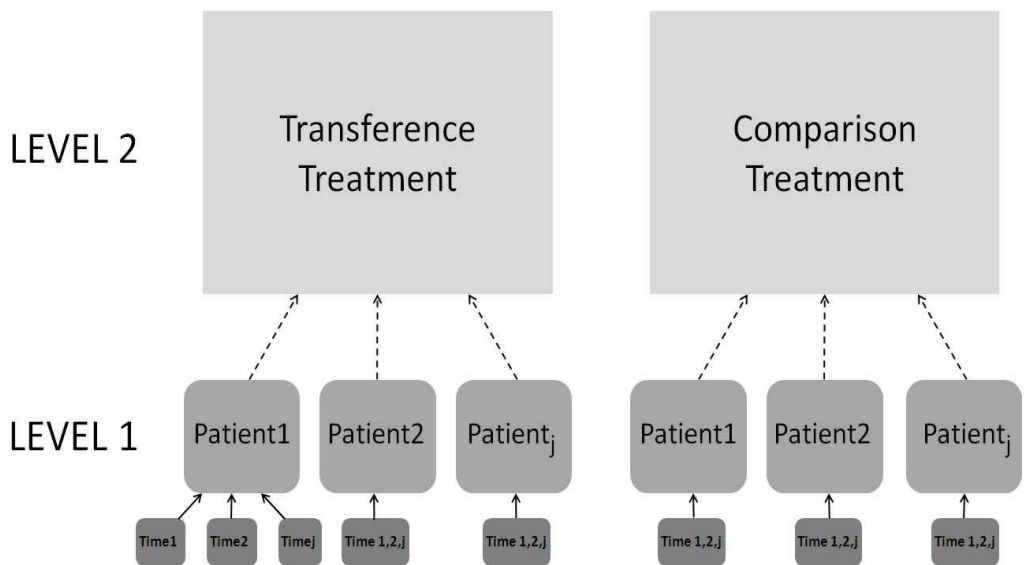 LEVEL 2
Transference
Treatment
Comparison
Treatment
LEVEL 1
Patient1
Patient2
Patientj
Patient1
Patient2
Patientj
Time1
Time2
Timej
Time 1,2,j
Time 1,2,j
Time 1,2,j
Time 1,2,j
Time 1,2,j